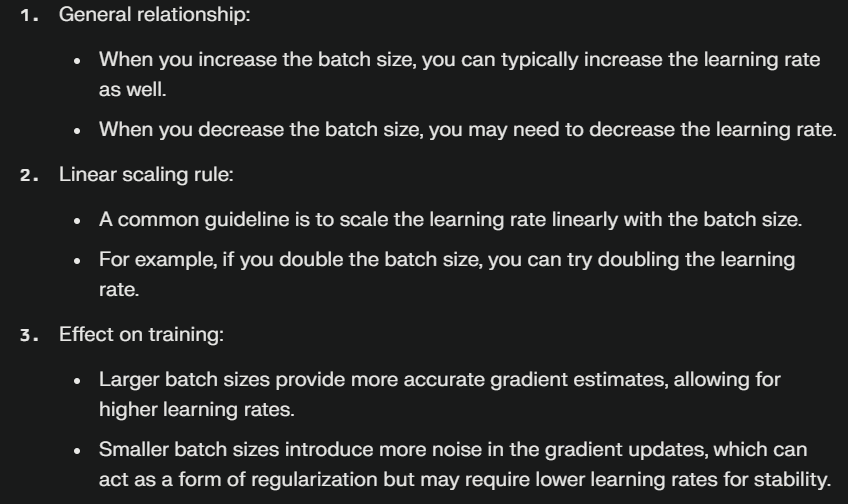 1. General relationship:
• When you increase the batch size, you can typically increase the learning rate
as well.
• When you decrease the batch size, you may need to decrease the learning rate.
2. Linear scaling rule:
• A common guideline is to scale the learning rate linearly with the batch size.
• For example, if you double the batch size, you can try doubling the learning
rate.
3. Effect on training:
• Larger batch sizes provide more accurate gradient estimates, allowing for
higher learning rates.
• Smaller batch sizes introduce more noise in the gradient updates, which can
act as a form of regularization but may require lower learning rates for stability.